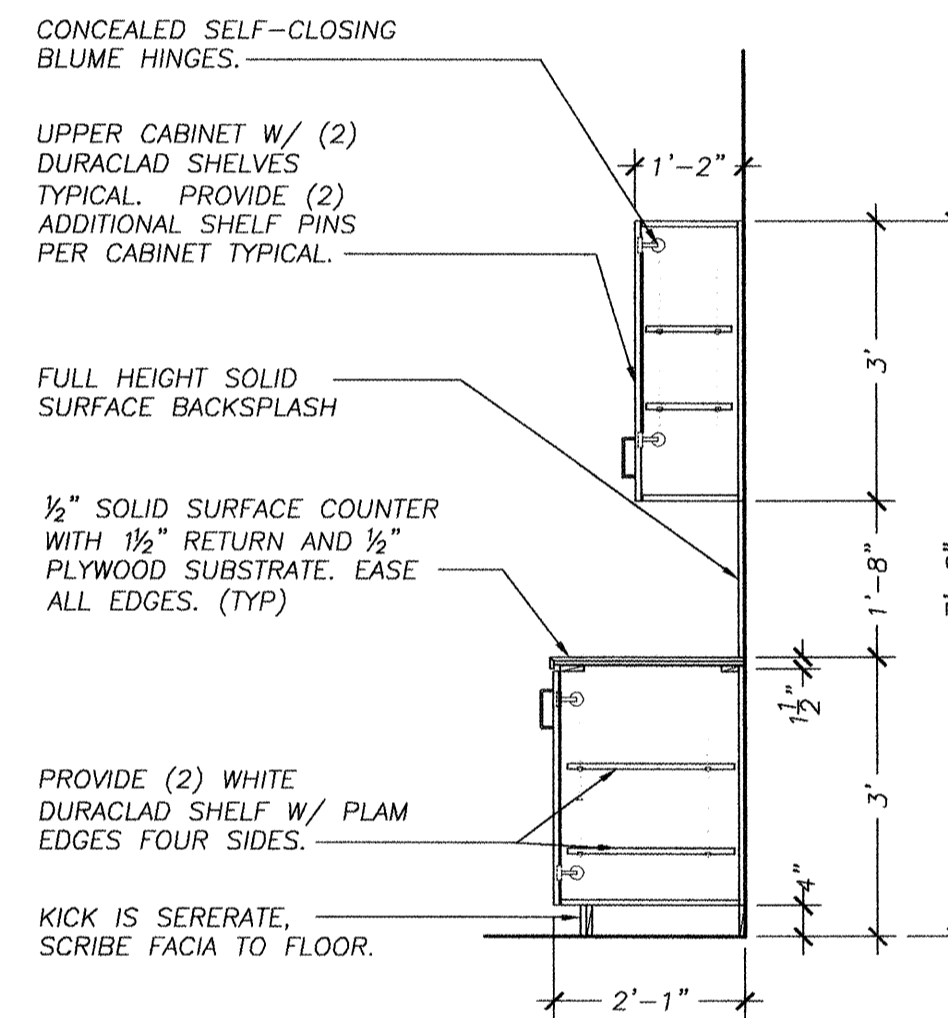 CONCEALED SELF-CLOSING
BLUME HINGES.
UPPER CABINET W/ (2)
DURACLAD SHELVES
TYPICAL. PROVIDE (2)
ADDITIONAL SHELF PINS
PER CABINET TYPICAL.
FULL HEIGHT SOLID
SURFACE BACKSPLASH
½" SOLID SURFACE COUNTER
WITH 1½" RETURN AND ½"
PLYWOOD SUBSTRATE. EASE
ALL EDGES. (TYP)
PROVIDE (2) WHITE
DURACLAD SHELF W/ PLAM
EDGES FOUR SIDES.
KICK IS SERERATE,
SCRIBE FACIA TO FLOOR.
1'-2"
3'
1'-8"
1½"
3'
4"
2'-1"